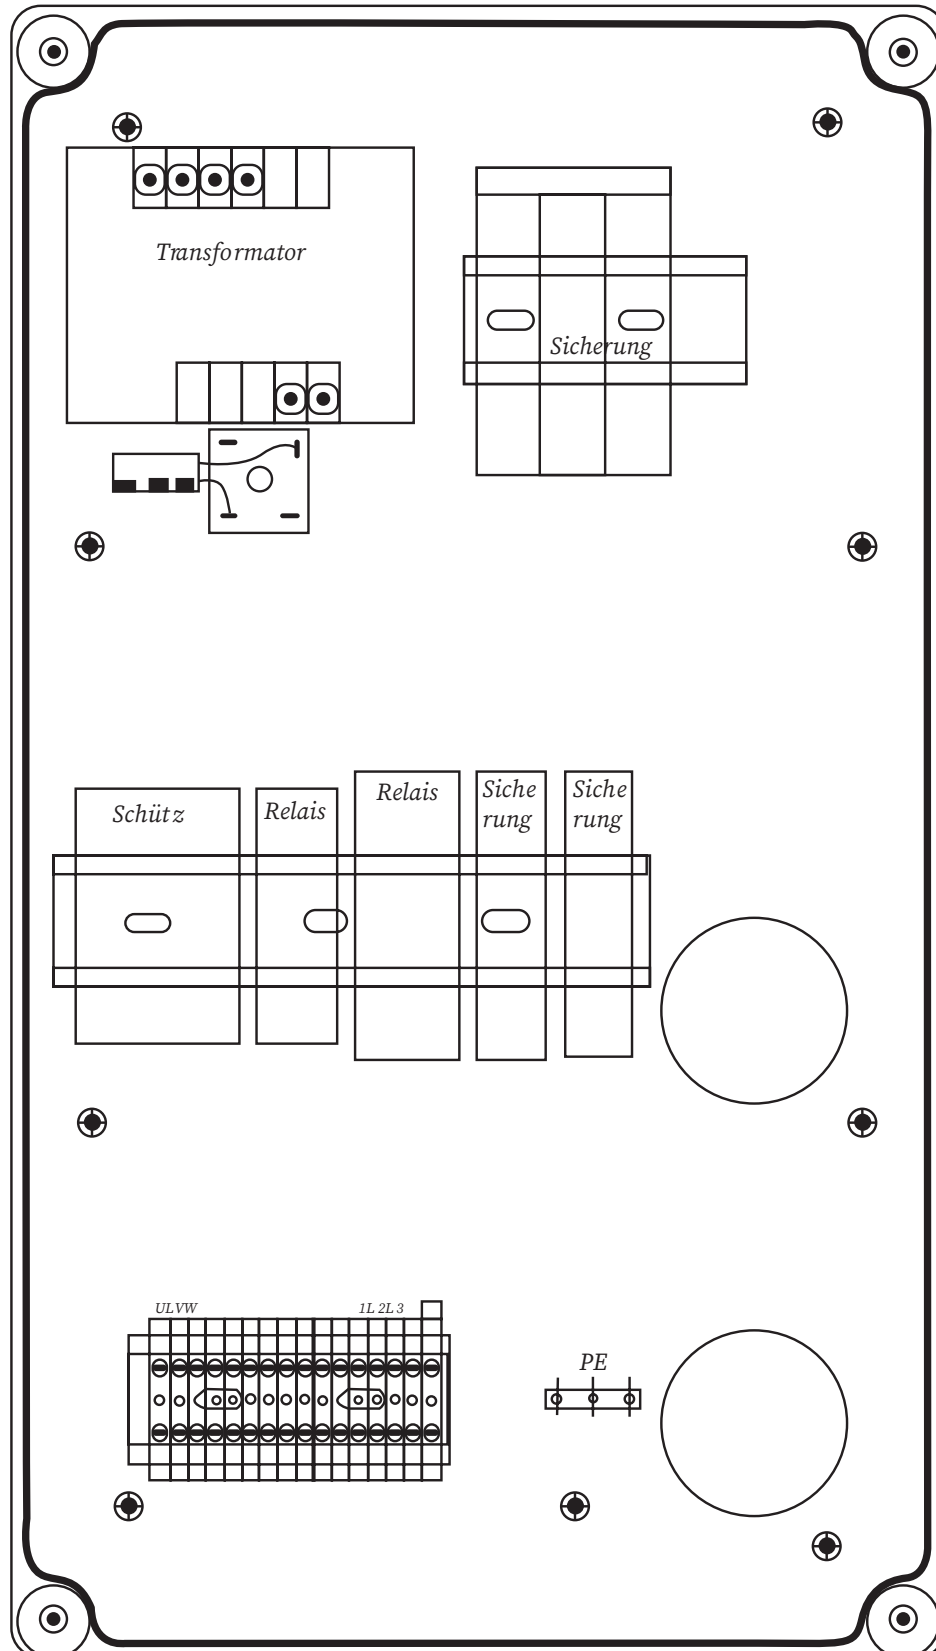 Transformator
Sicherung
Schütz
Relais
Relais
Siche
rung
Siche
rung
ULVW
1L 2L 3
PE